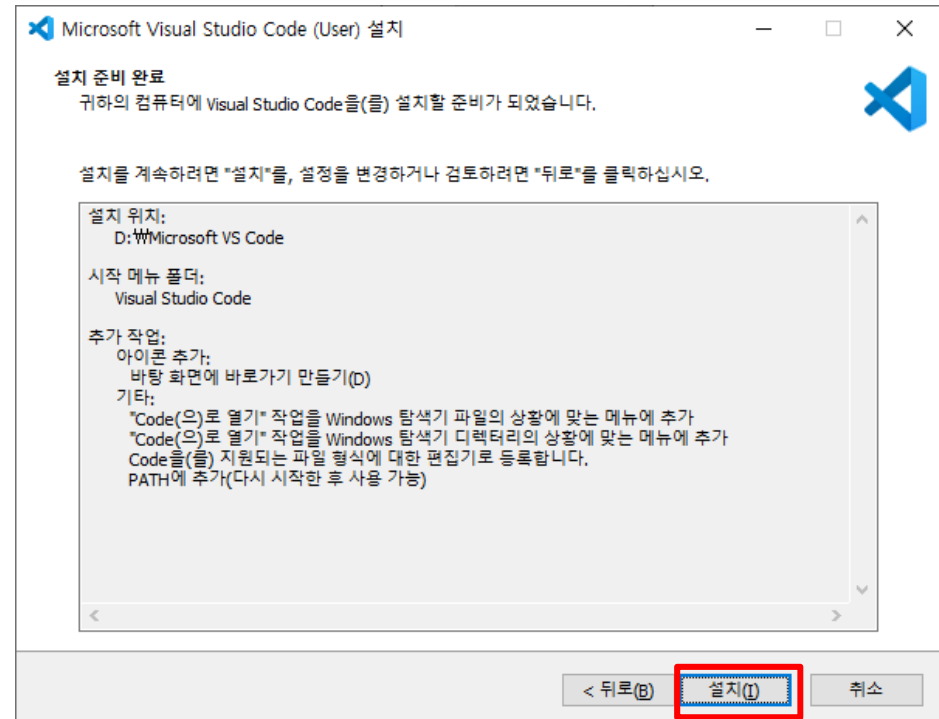 Microsoft Visual Studio Code (User) 설치
설치 준비 완료
귀하의 컴퓨터에 Visual Studio Code을(를) 설치할 준비가 되었습니다.
설치를 계속하려면 "설치"를, 설정을 변경하거나 검토하려면 "뒤로"를 클릭하십시오.
설치 위치:
D:₩Microsoft VS Code
시작 메뉴 폴더:
Visual Studio Code
추가 작업:
아이콘 추가:
바탕 화면에 바로가기 만들기(D)
기타:
"Code(으)로 열기" 작업을 Windows 탐색기 파일의 상황에 맞는 메뉴에 추가
"Code(으)로 열기" 작업을 Windows 탐색기 디렉터리의 상황에 맞는 메뉴에 추가
Code을(를) 지원되는 파일 형식에 대한 편집기로 등록합니다.
PATH에 추가(다시 시작한 후 사용 가능)
< 뒤로(B) 설치(I) 취소